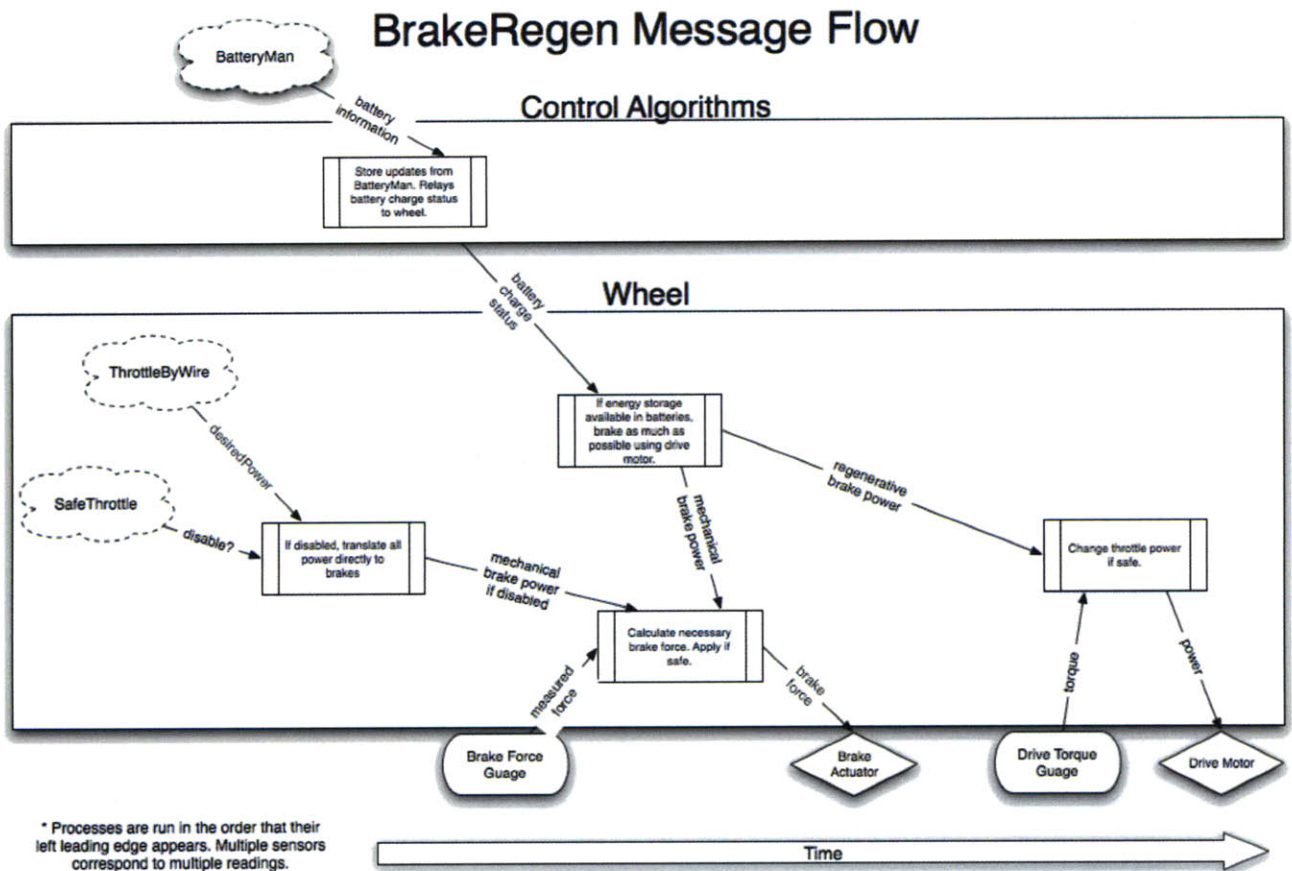 BrakeRegen Message Flow
BatteryMan
battery
information
Control Algorithms
Store updates from
BatteryMan. Relays
battery charge status
to wheel.
battery
charge
status
Wheel
ThrottleByWire
desiredPower
If energy storage
available in batteries,
brake as much as
possible using drive
motor.
regenerative
brake power
mechanical
brake power
SafeThrottle
disable?
If disabled, translate all
power directly to
brakes
mechanical
brake power
if disabled
Change throttle power
if safe.
Calculate necessary
brake force. Apply if
safe.
measured
force
brake
force
torque
power
Brake Force
Guage
Brake
Actuator
Drive Torque
Guage
Drive Motor
* Processes are run in the order that their
left leading edge appears. Multiple sensors
correspond to multiple readings.
Time